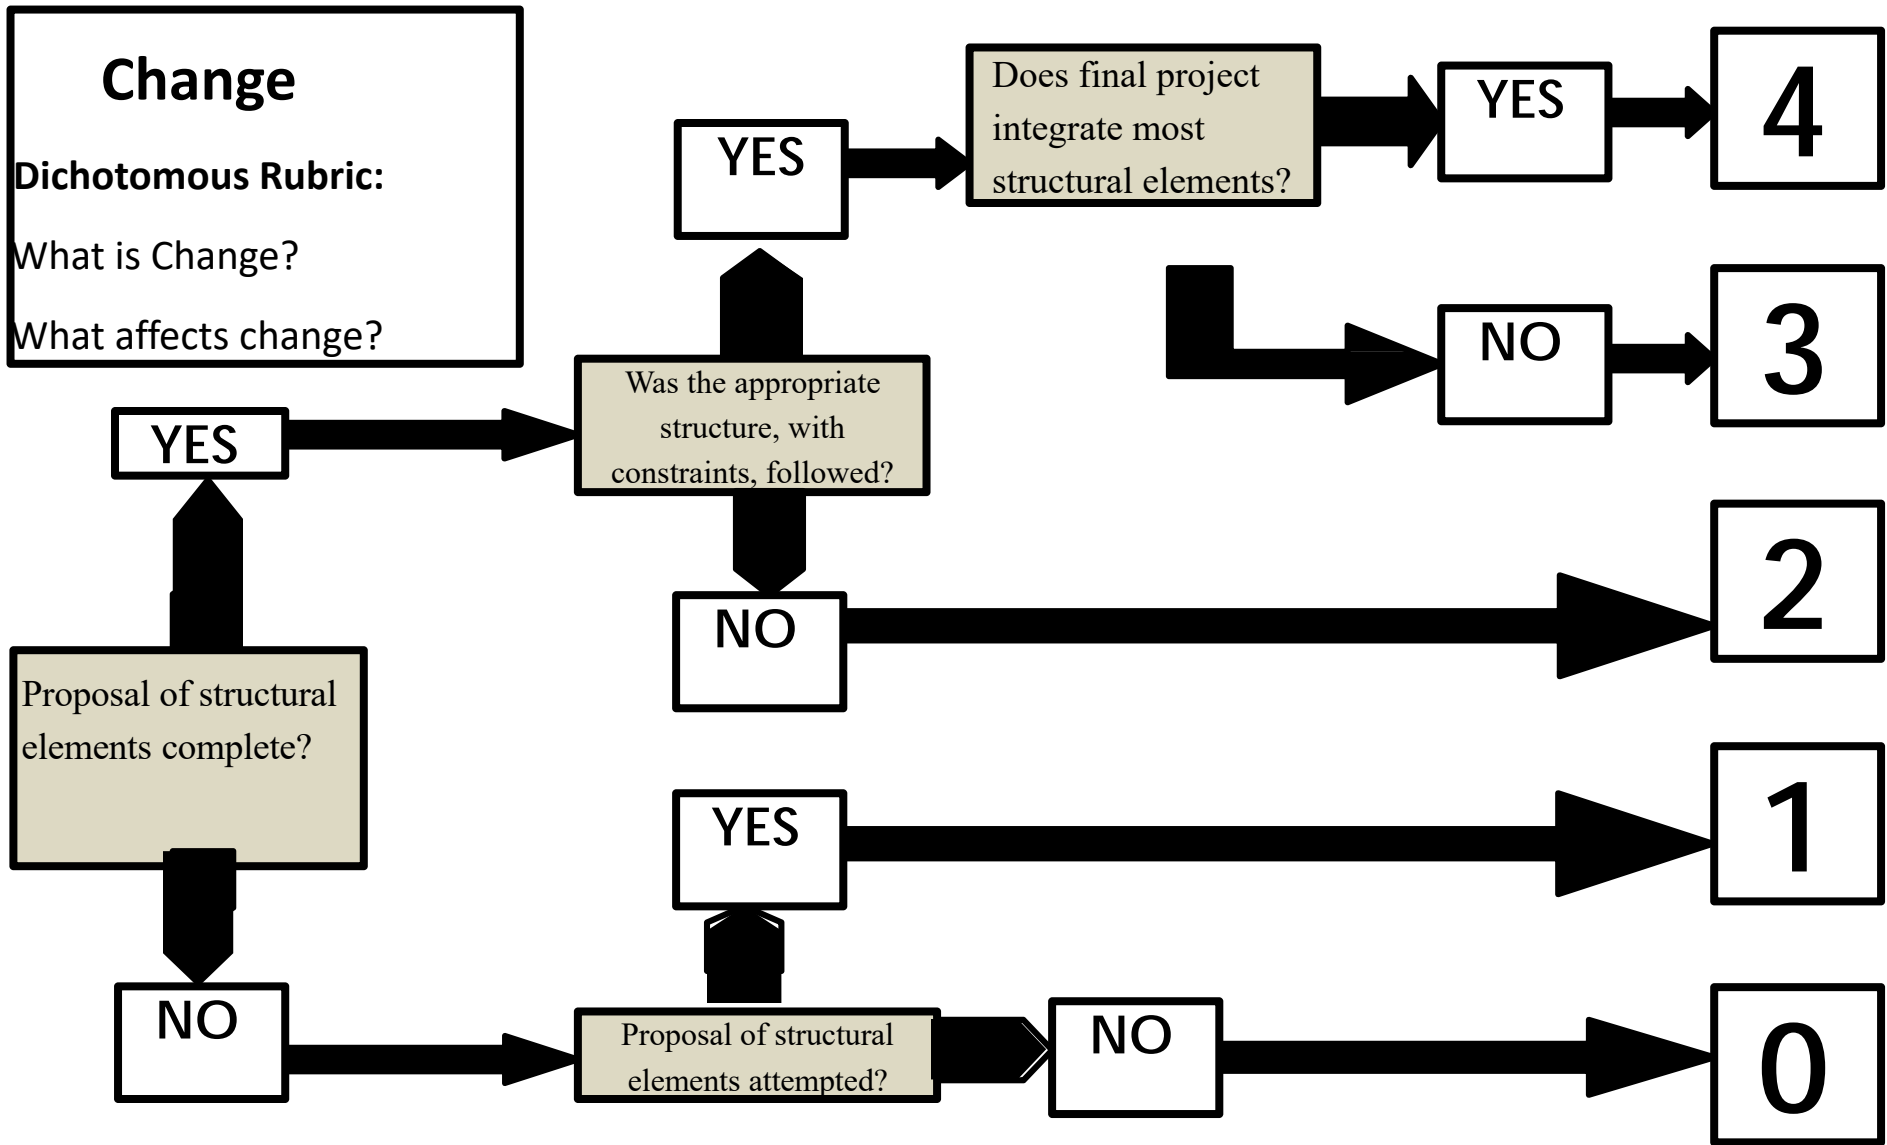 Change
Dichotomous Rubric:
What is Change?
What affects change?
YES
Does final project
integrate most
structural elements?
YES
4
NO
3
Was the appropriate
structure, with
constraints, followed?
YES
NO
2
Proposal of structural
elements complete?
YES
1
NO
Proposal of structural
elements attempted?
NO
0